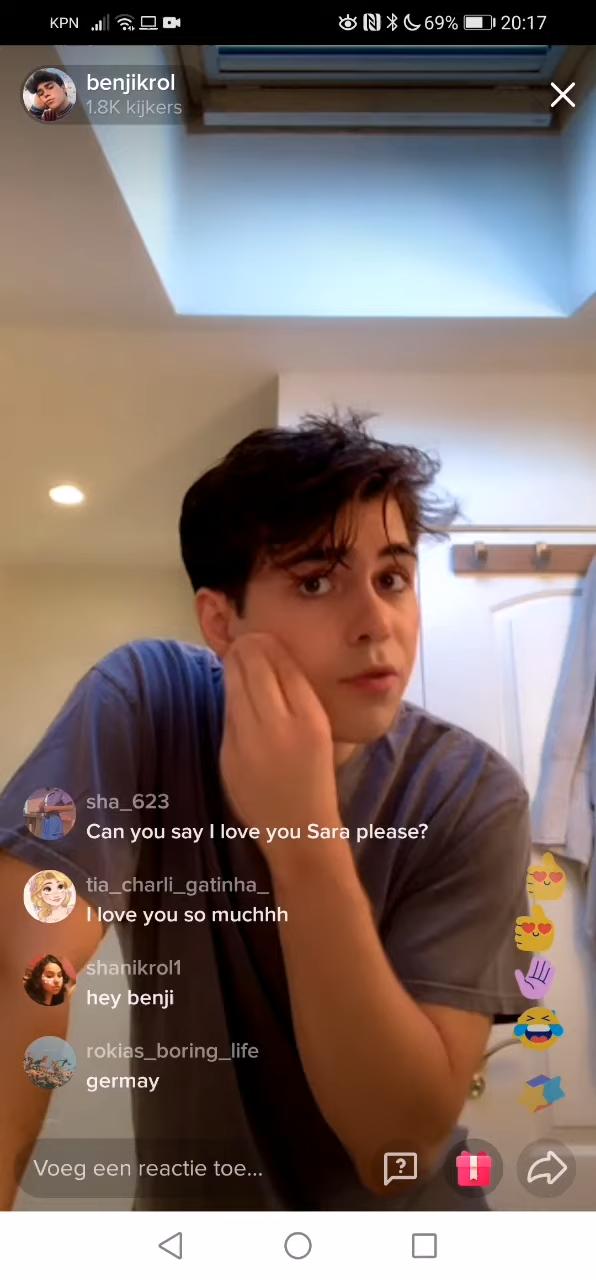 KPN 69% 20:17
benjikrol
1.8K kijkers
sha_623
Can you say I love you Sara please?
tia_charli_gatinha_
I love you so muchhh
shanikrol1
hey benji
rokias_boring_life
germay
Voeg een reactie toe...